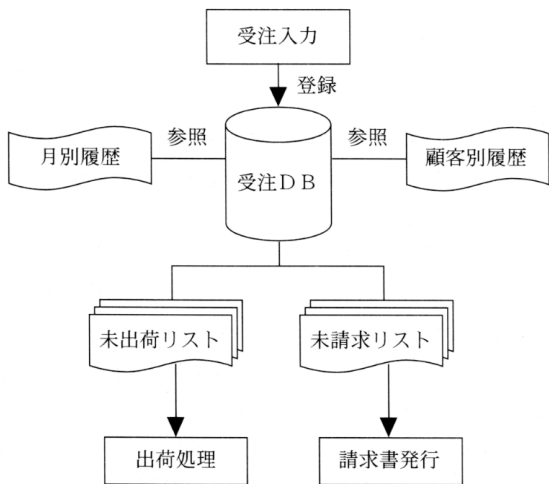 受注入力
登録
参照
参照
月別履歴
受注ＤＢ
顧客別履歴
未出荷リスト
未請求リスト
出荷処理
請求書発行